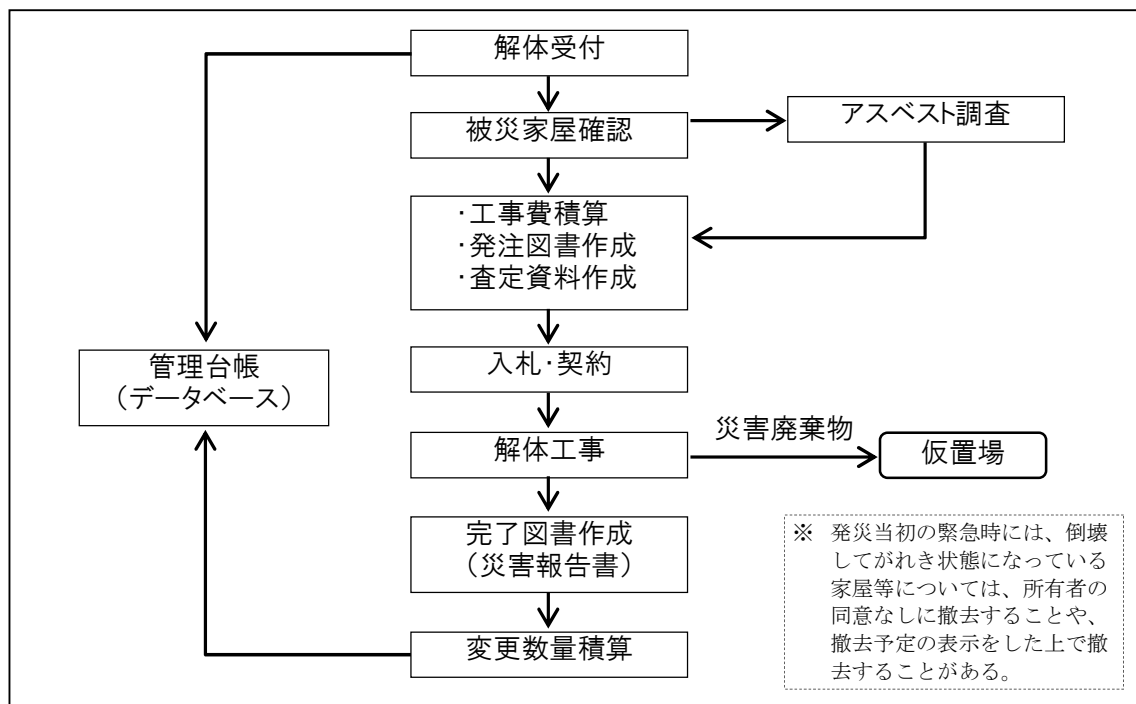 解体受付
被災家屋確認
アスベスト調査
・工事費積算
・発注図書作成
・査定資料作成
管理台帳
（データベース）
入札・契約
解体工事
災害廃棄物
仮置場
完了図書作成
（災害報告書）
変更数量積算
※ 発災当初の緊急時には、倒壊
してがれき状態になっている
家屋等については、所有者の
同意なしに撤去することや、
撤去予定の表示をした上で撤
去することがある。